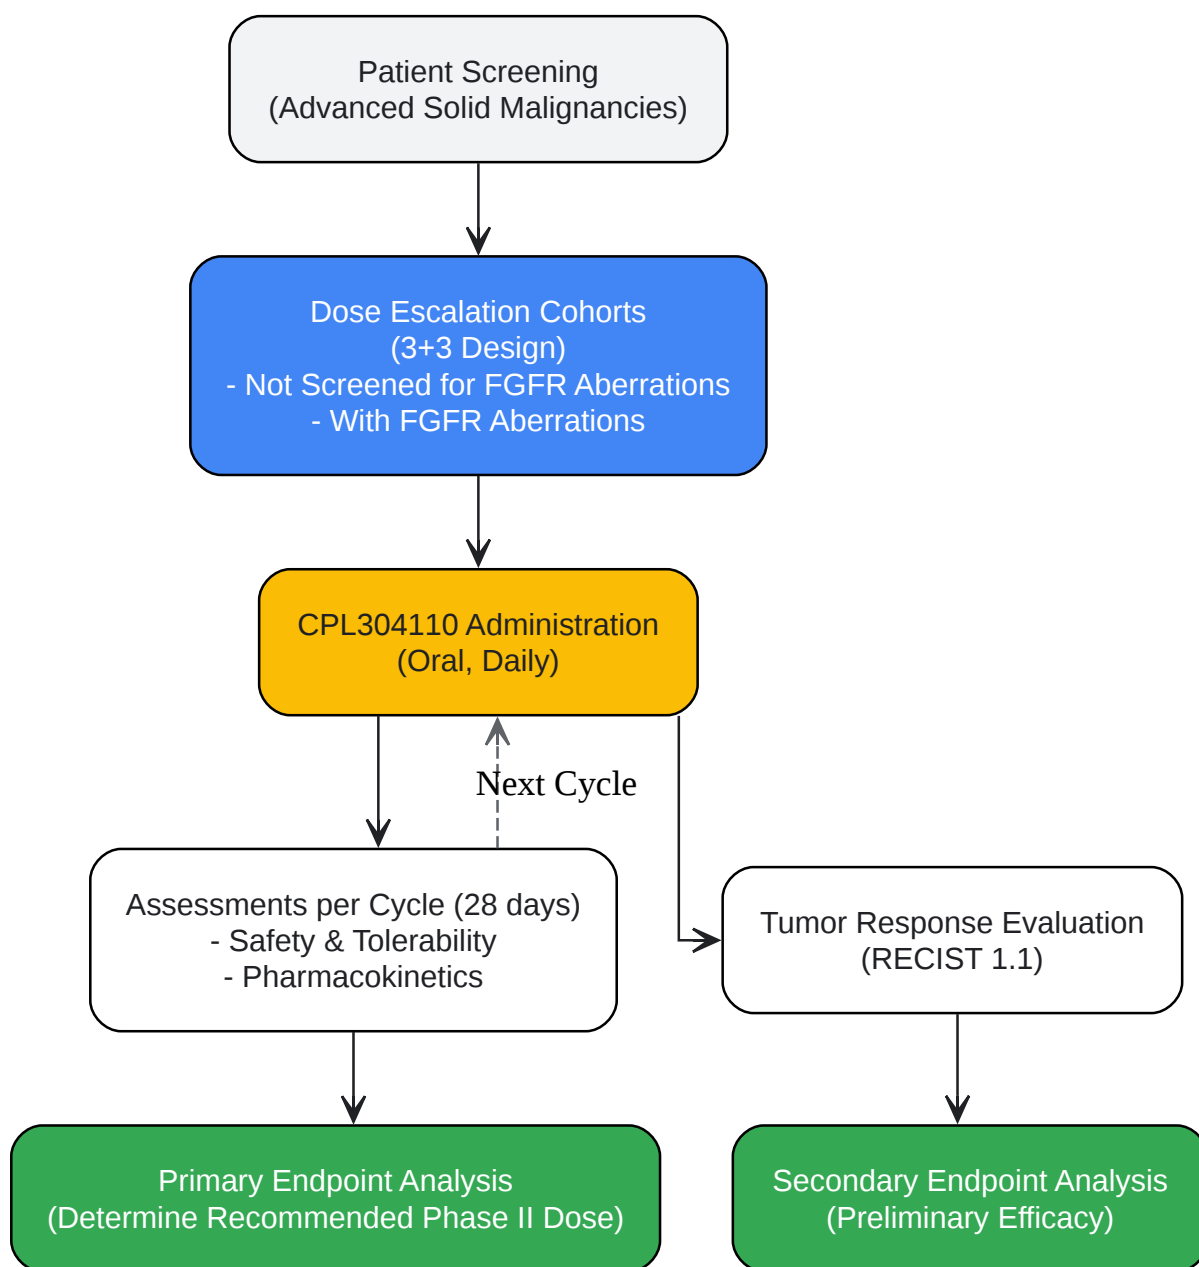 Patient Screening
(Advanced Solid Malignancies)
Dose Escalation Cohorts
(3+3 Design)
- Not Screened for FGFR Aberrations
- With FGFR Aberrations
CPL304110 Administration
(Oral, Daily)
Next Cycle
Assessments per Cycle (28 days)
- Safety & Tolerability
- Pharmacokinetics
Tumor Response Evaluation
(RECIST 1.1)
Primary Endpoint Analysis
(Determine Recommended Phase II Dose)
Secondary Endpoint Analysis
(Preliminary Efficacy)